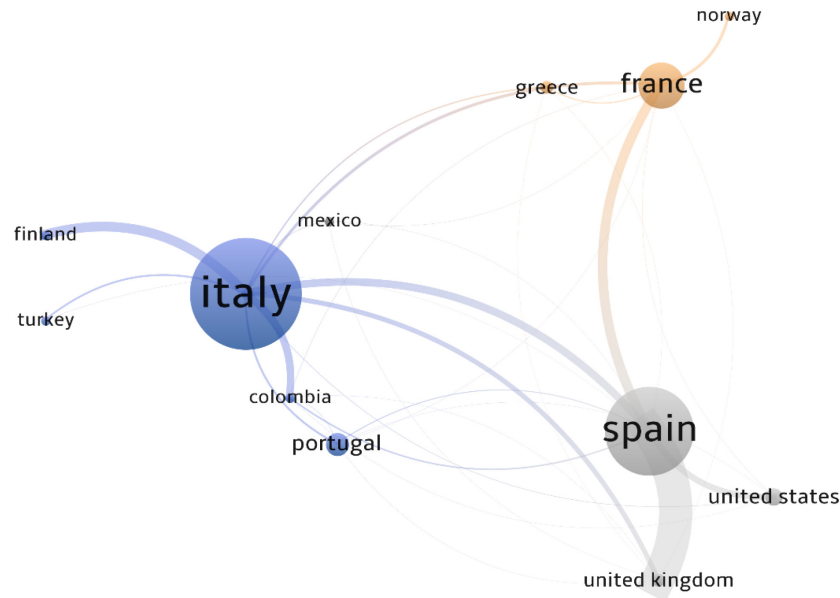 norway
greece
france
mexico
finland
italy
turkey
colombia
portugal
spain
united states
united kingdom